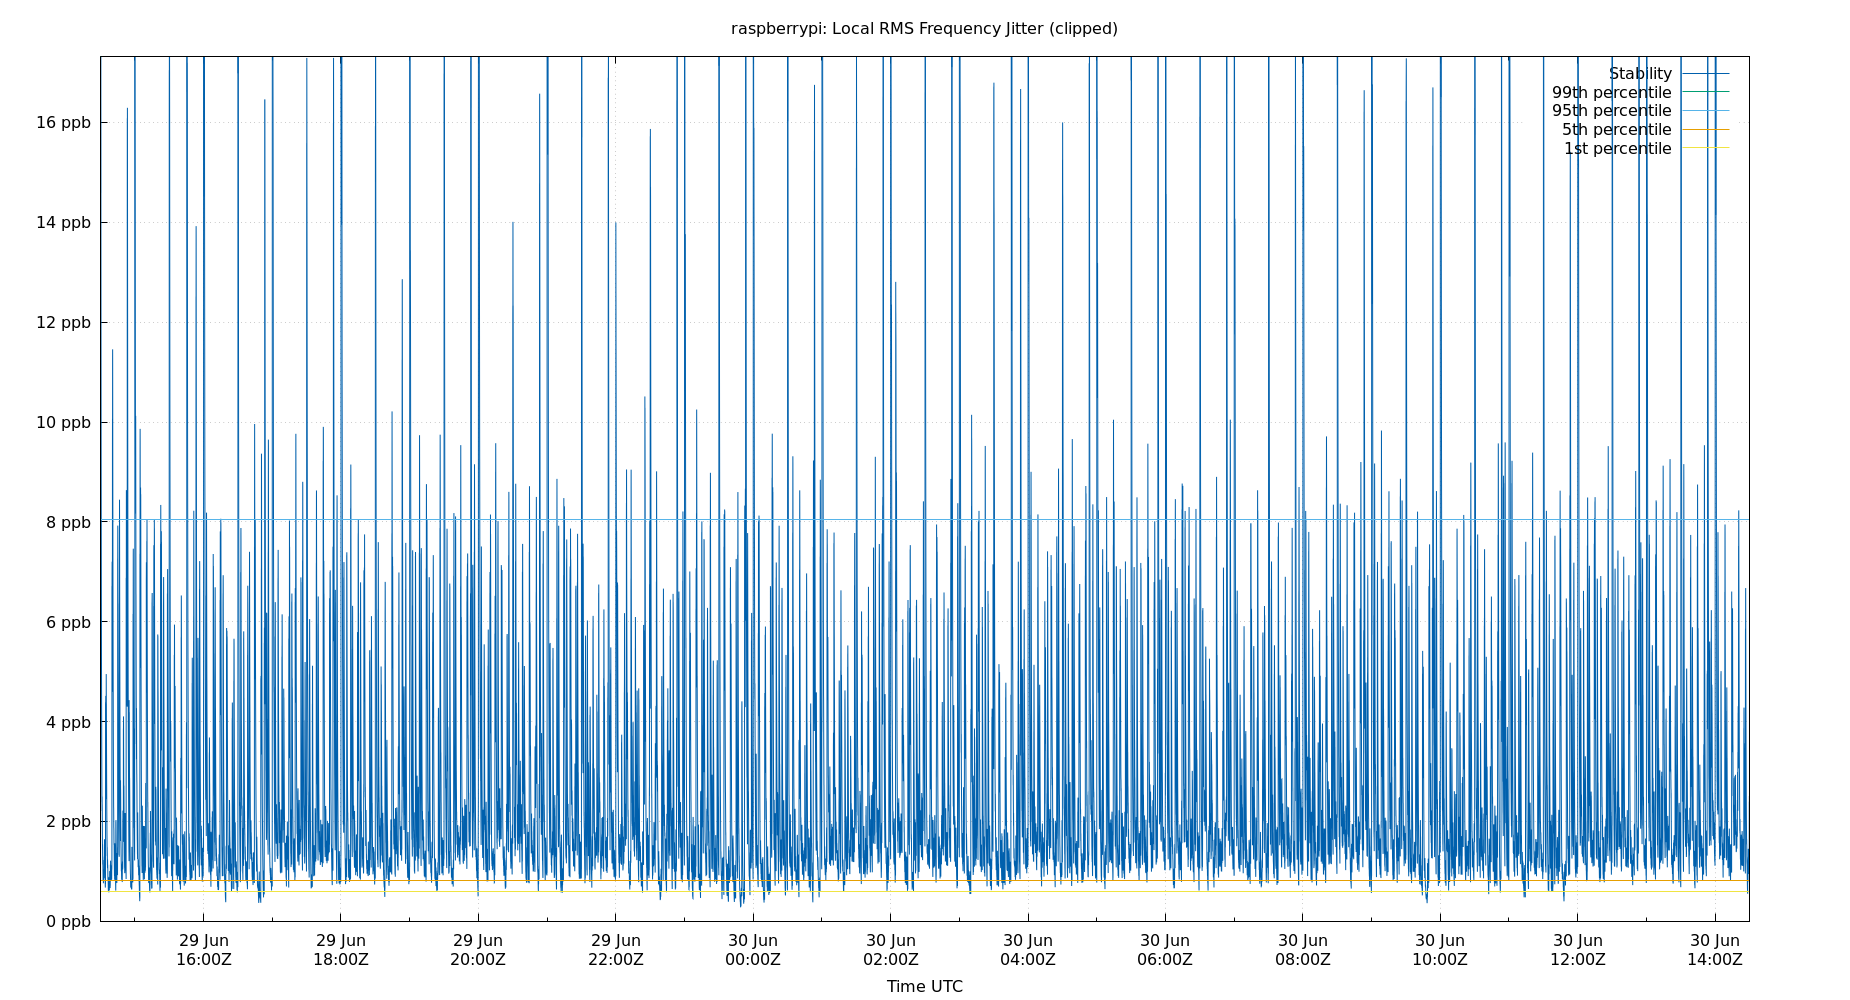 raspberrypi: Local RMS Frequency Jitter (clipped)
Stability
99th percentile
95th percentile
5th percentile
1st percentile
16 ppb
14 ppb
12 ppb
10 ppb
8 ppb
6 ppb
4 ppb
2 ppb
0 ppb
29 Jun 29 Jun 29 Jun 29 Jun 30 Jun 30 Jun 30 Jun 30 Jun 30 Jun 30 Jun 30 Jun 30 Jun
16:00Z 18:00Z 20:00Z 22:00Z 00:00Z 02:00Z 04:00Z 06:00Z 08:00Z 10:00Z 12:00Z 14:00Z
Time UTC